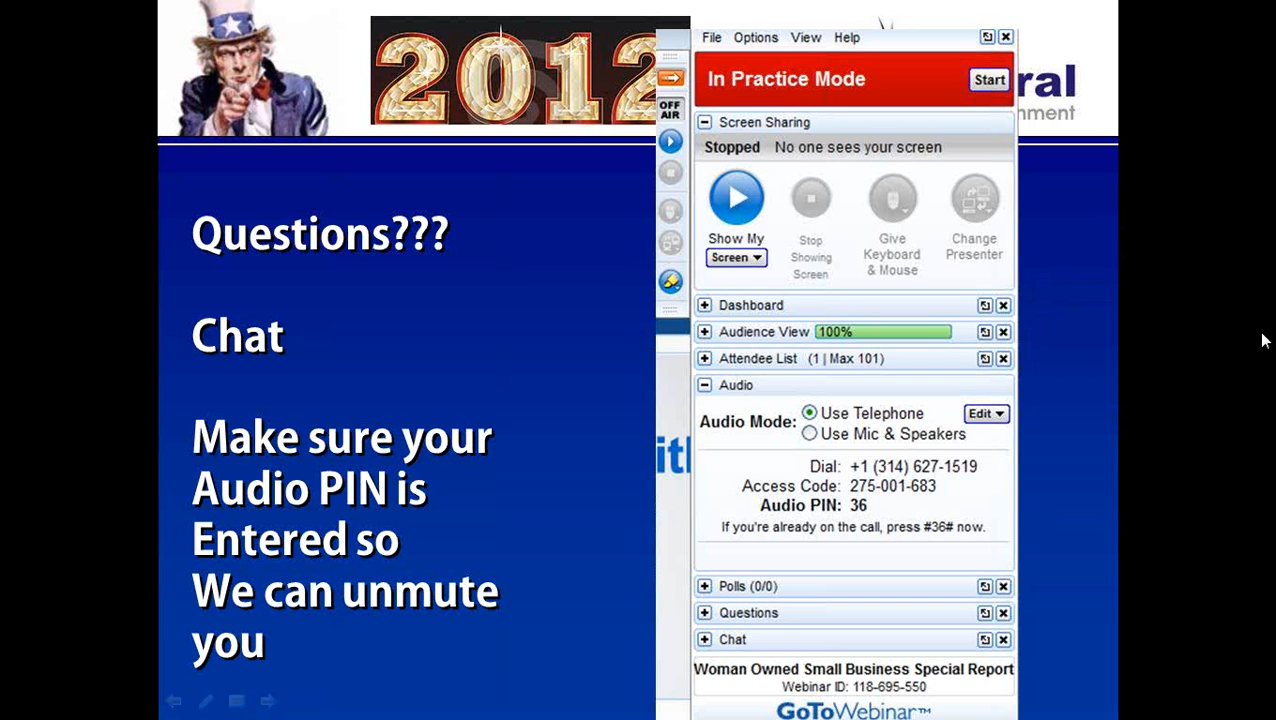 2012
File Options View Help
In Practice Mode Start
ral
nment
OFF
AIR
Screen Sharing
Stopped No one sees your screen
Show My
Screen
Stop
Showing
Screen
Give
Keyboard
& Mouse
Change
Presenter
Dashboard
Audience View 100%
Attendee List (1 | Max 101)
Audio
Audio Mode: Use Telephone Edit
Use Mic & Speakers
Dial: +1 (314) 627-1519
Access Code: 275-001-683
Audio PIN: 36
If you're already on the call, press #36# now.
Polls (0/0)
Questions
Chat
Woman Owned Small Business Special Report
Webinar ID: 118-695-550
GoToWebinar™
Questions???
Chat
Make sure your
Audio PIN is
Entered so
We can unmute
you